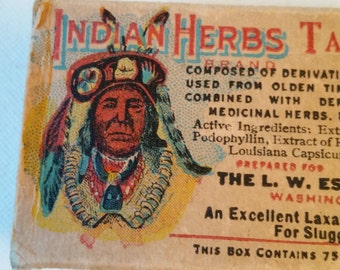 INDIAN HERBS TA
BRAND
COMPOSED OF DERIVATI
USED FROM OLDEN TI
COMBINED WITH DE
MEDICINAL HERBS.
Active Ingredients: Ext
Podophyllin, Extract of
Louisiana Capsicu
PREPARED FOR
THE L. W. ES
WASHING
An Excellent Laxa
For Slugg
THIS BOX CONTAINS 75